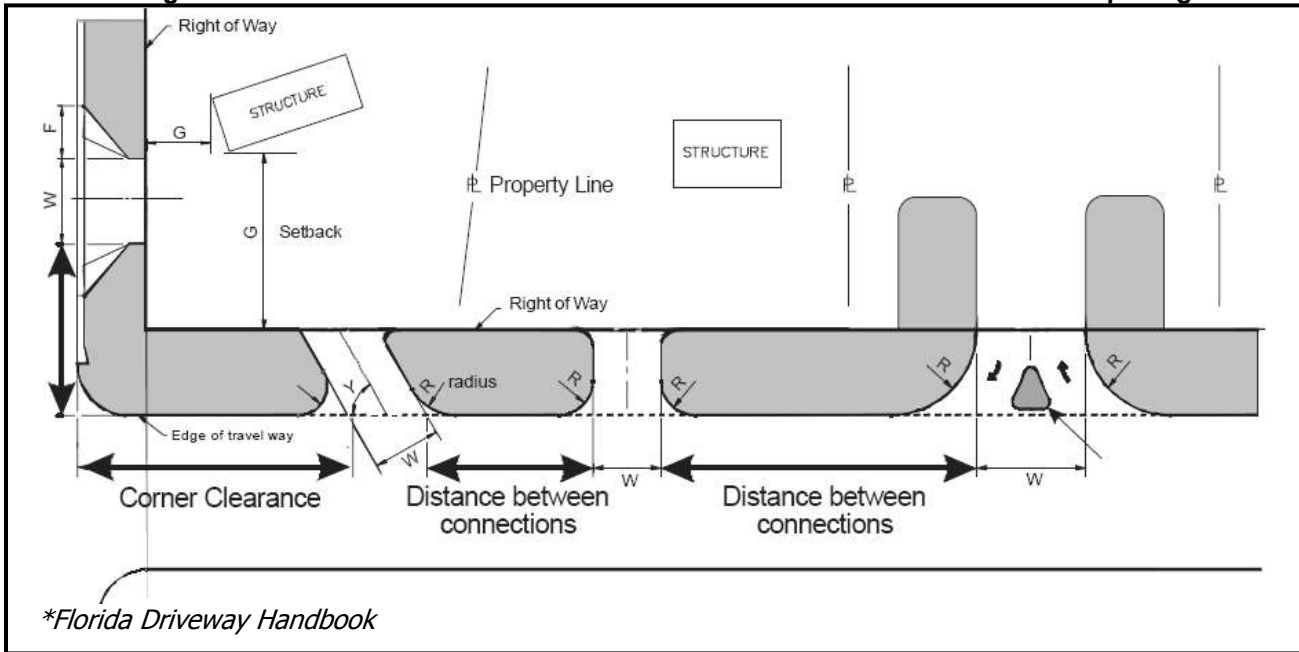 Right of Way
STRUCTURE
F
G
STRUCTURE
W
℄ Property Line
G
Setback
Right of Way
Y
R
radius
R
R
R
R
Edge of travel way
W
W
W
Corner Clearance
Distance between
connections
Distance between
connections
*Florida Driveway Handbook